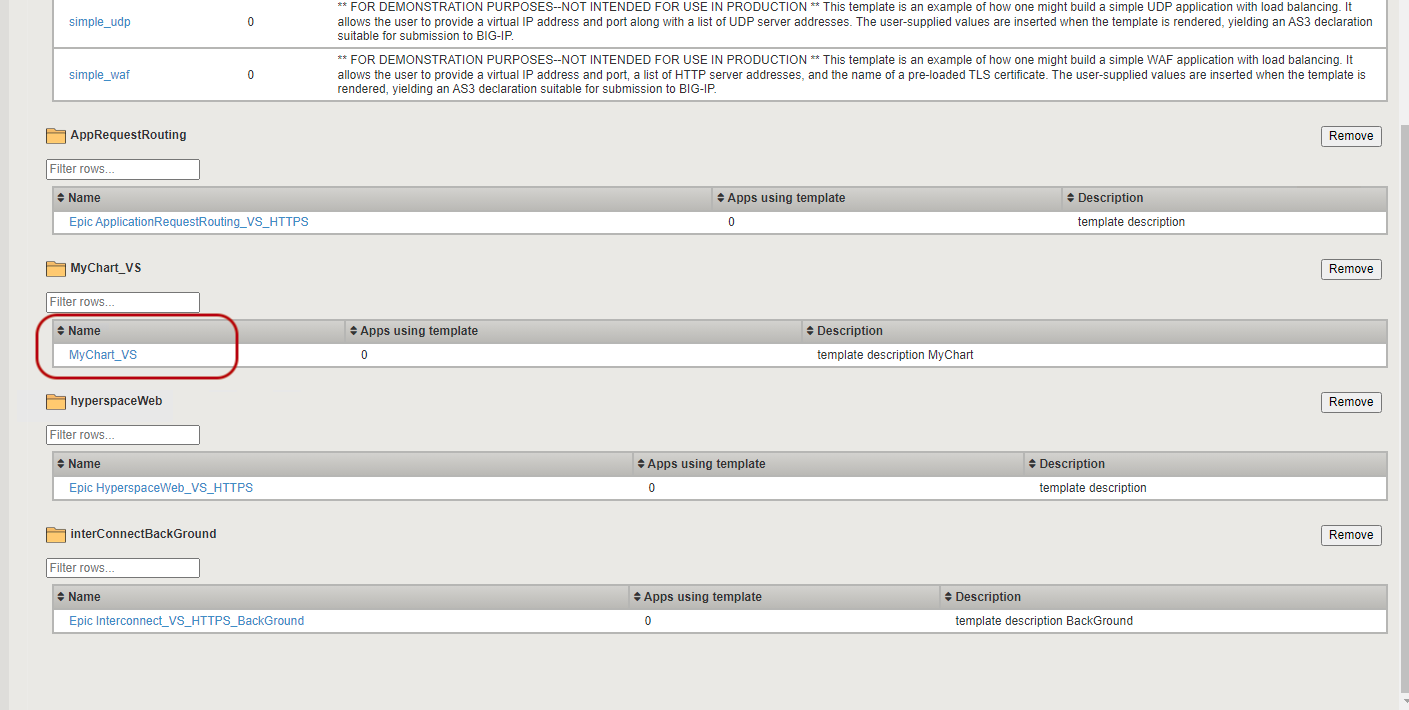 ** FOR DEMONSTRATION PURPOSES--NOT INTENDED FOR USE IN PRODUCTION ** This template is an example of how one might build a simple UDP application with load balancing. It
simple_udp 0 allows the user to provide a virtual IP address and port along with a list of UDP server addresses. The user-supplied values are inserted when the template is rendered, yielding an AS3 declaration
suitable for submission to BIG-IP.
** FOR DEMONSTRATION PURPOSES--NOT INTENDED FOR USE IN PRODUCTION ** This template is an example of how one might build a simple WAF application with load balancing. It
simple_waf 0 allows the user to provide a virtual IP address and port, a list of HTTP server addresses, and the name of a pre-loaded TLS certificate. The user-supplied values are inserted when the template is
rendered, yielding an AS3 declaration suitable for submission to BIG-IP.
AppRequestRouting Remove
Filter rows...
Name Apps using template Description
Epic ApplicationRequestRouting_VS_HTTPS 0 template description
MyChart_VS Remove
Filter rows...
Name Apps using template Description
MyChart_VS 0 template description MyChart
hyperspaceWeb Remove
Filter rows...
Name Apps using template Description
Epic HyperspaceWeb_VS_HTTPS 0 template description
interConnectBackGround Remove
Filter rows...
Name Apps using template Description
Epic Interconnect_VS_HTTPS_BackGround 0 template description BackGround